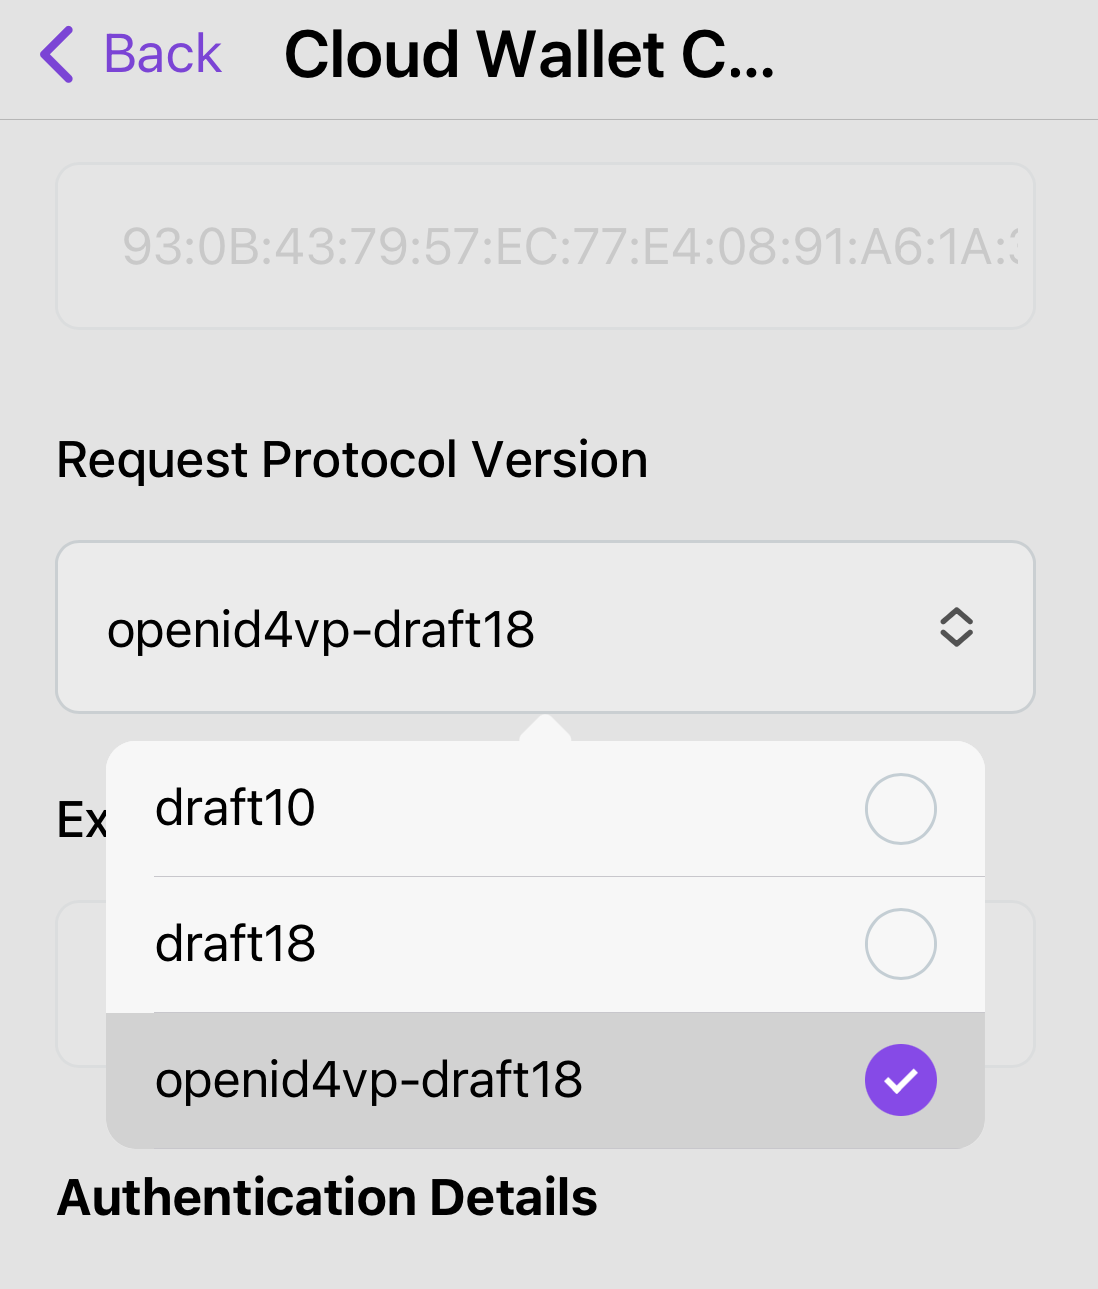 Back
Cloud Wallet C...
93:0B:43:79:57:EC:77:E4:08:91:A6:1A:
Request Protocol Version
openid4vp-draft18
Ex
draft10
draft18
openid4vp-draft18
Authentication Details